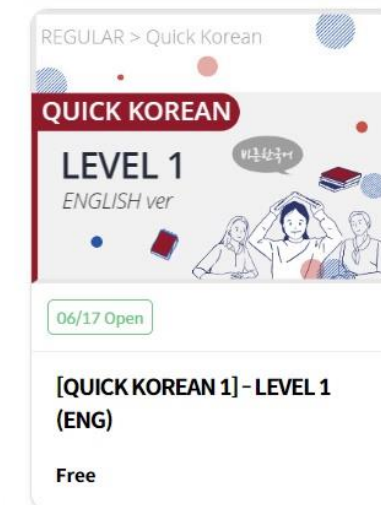 REGULAR > Quick Korean
QUICK KOREAN
LEVEL 1
바른한국어
ENGLISH ver
06/17 Open
[QUICK KOREAN 1] - LEVEL 1
(ENG)
Free